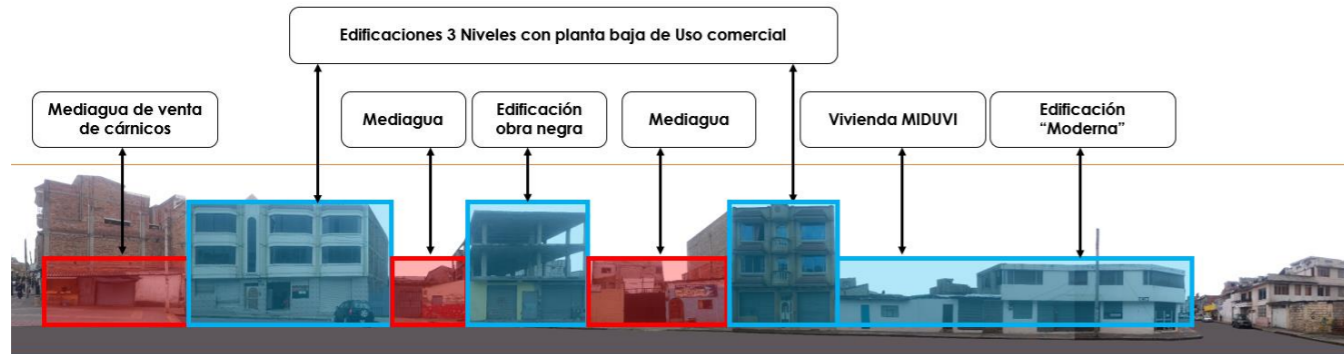 Edificaciones 3 Niveles con planta baja de Uso comercial
Mediagua de venta
de cárnicos
Mediagua
Edificación
obra negra
Mediagua
Vivienda MIDUVI
Edificación
“Moderna”